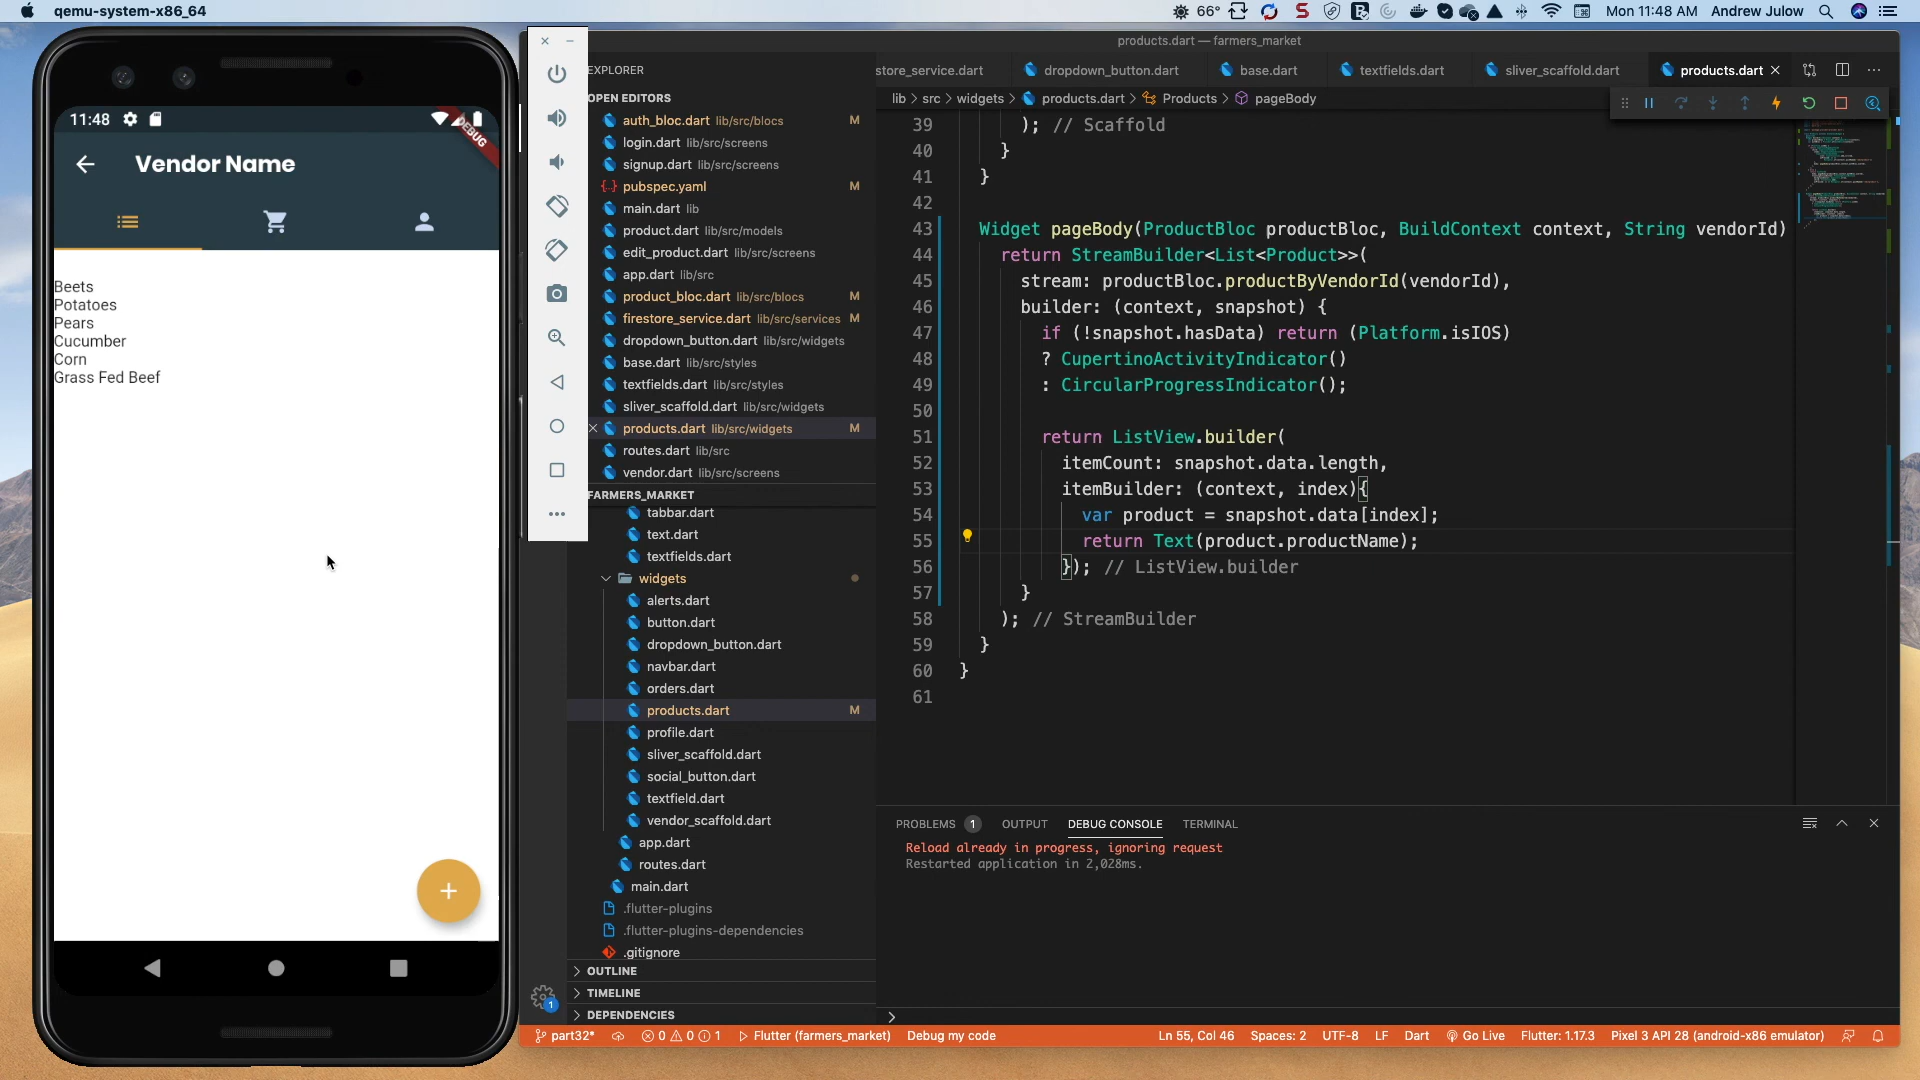 qemu-system-x86_64
66°
Mon 11:48 AM
Andrew Julow
products.dart — farmers_market
11:48
DEBUG
Vendor Name
Beets
Potatoes
Pears
Cucumber
Corn
Grass Fed Beef
+
EXPLORER
OPEN EDITORS
auth_bloc.dart lib/src/blocs M
login.dart lib/src/screens
signup.dart lib/src/screens
pubspec.yaml M
main.dart lib
product.dart lib/src/models
edit_product.dart lib/src/screens
app.dart lib/src
product_bloc.dart lib/src/blocs M
firestore_service.dart lib/src/services M
dropdown_button.dart lib/src/widgets
base.dart lib/src/styles
textfields.dart lib/src/styles
sliver_scaffold.dart lib/src/widgets
products.dart lib/src/widgets M
routes.dart lib/src
vendor.dart lib/src/screens
FARMERS_MARKET
tabbar.dart
text.dart
textfields.dart
widgets
alerts.dart
button.dart
dropdown_button.dart
navbar.dart
orders.dart
products.dart M
profile.dart
sliver_scaffold.dart
social_button.dart
textfield.dart
vendor_scaffold.dart
app.dart
routes.dart
main.dart
.flutter-plugins
.flutter-plugins-dependencies
.gitignore
OUTLINE
TIMELINE
DEPENDENCIES
store_service.dart
dropdown_button.dart
base.dart
textfields.dart
sliver_scaffold.dart
products.dart
lib > src > widgets > products.dart > Products > pageBody
39 ); // Scaffold
40 }
41 }
42
43 Widget pageBody(ProductBloc productBloc, BuildContext context, String vendorId)
44 return StreamBuilder<List<Product>>(
45 stream: productBloc.productByVendorId(vendorId),
46 builder: (context, snapshot) {
47 if (!snapshot.hasData) return (Platform.isIOS)
48 ? CupertinoActivityIndicator()
49 : CircularProgressIndicator();
50
51 return ListView.builder(
52 itemCount: snapshot.data.length,
53 itemBuilder: (context, index){
54 var product = snapshot.data[index];
55 return Text(product.productName);
56 }); // ListView.builder
57 }
58 ); // StreamBuilder
59 }
60 }
61
PROBLEMS 1
OUTPUT
DEBUG CONSOLE
TERMINAL
Reload already in progress, ignoring request
Restarted application in 2,028ms.
>
1
part32*
0 0 1
Flutter (farmers_market)
Debug my code
Ln 55, Col 46
Spaces: 2
UTF-8
LF
Dart
Go Live
Flutter: 1.17.3
Pixel 3 API 28 (android-x86 emulator)